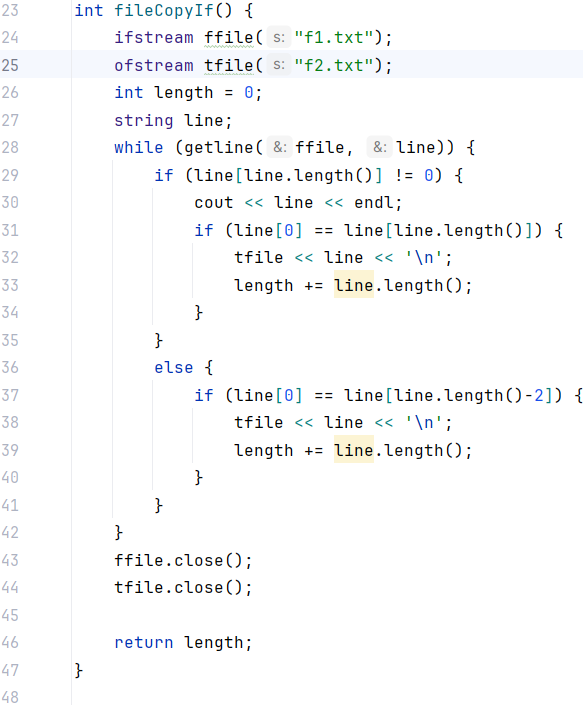 23 int fileCopyIf() {
24 ifstream ffile( s: "f1.txt");
25 ofstream tfile( s: "f2.txt");
26 int length = 0;
27 string line;
28 while (getline( &: ffile, &: line)) {
29 if (line[line.length()] != 0) {
30 cout << line << endl;
31 if (line[0] == line[line.length()]) {
32 tfile << line << '\n';
33 length += line.length();
34 }
35 }
36 else {
37 if (line[0] == line[line.length()-2]) {
38 tfile << line << '\n';
39 length += line.length();
40 }
41 }
42 }
43 ffile.close();
44 tfile.close();
45
46 return length;
47 }
48